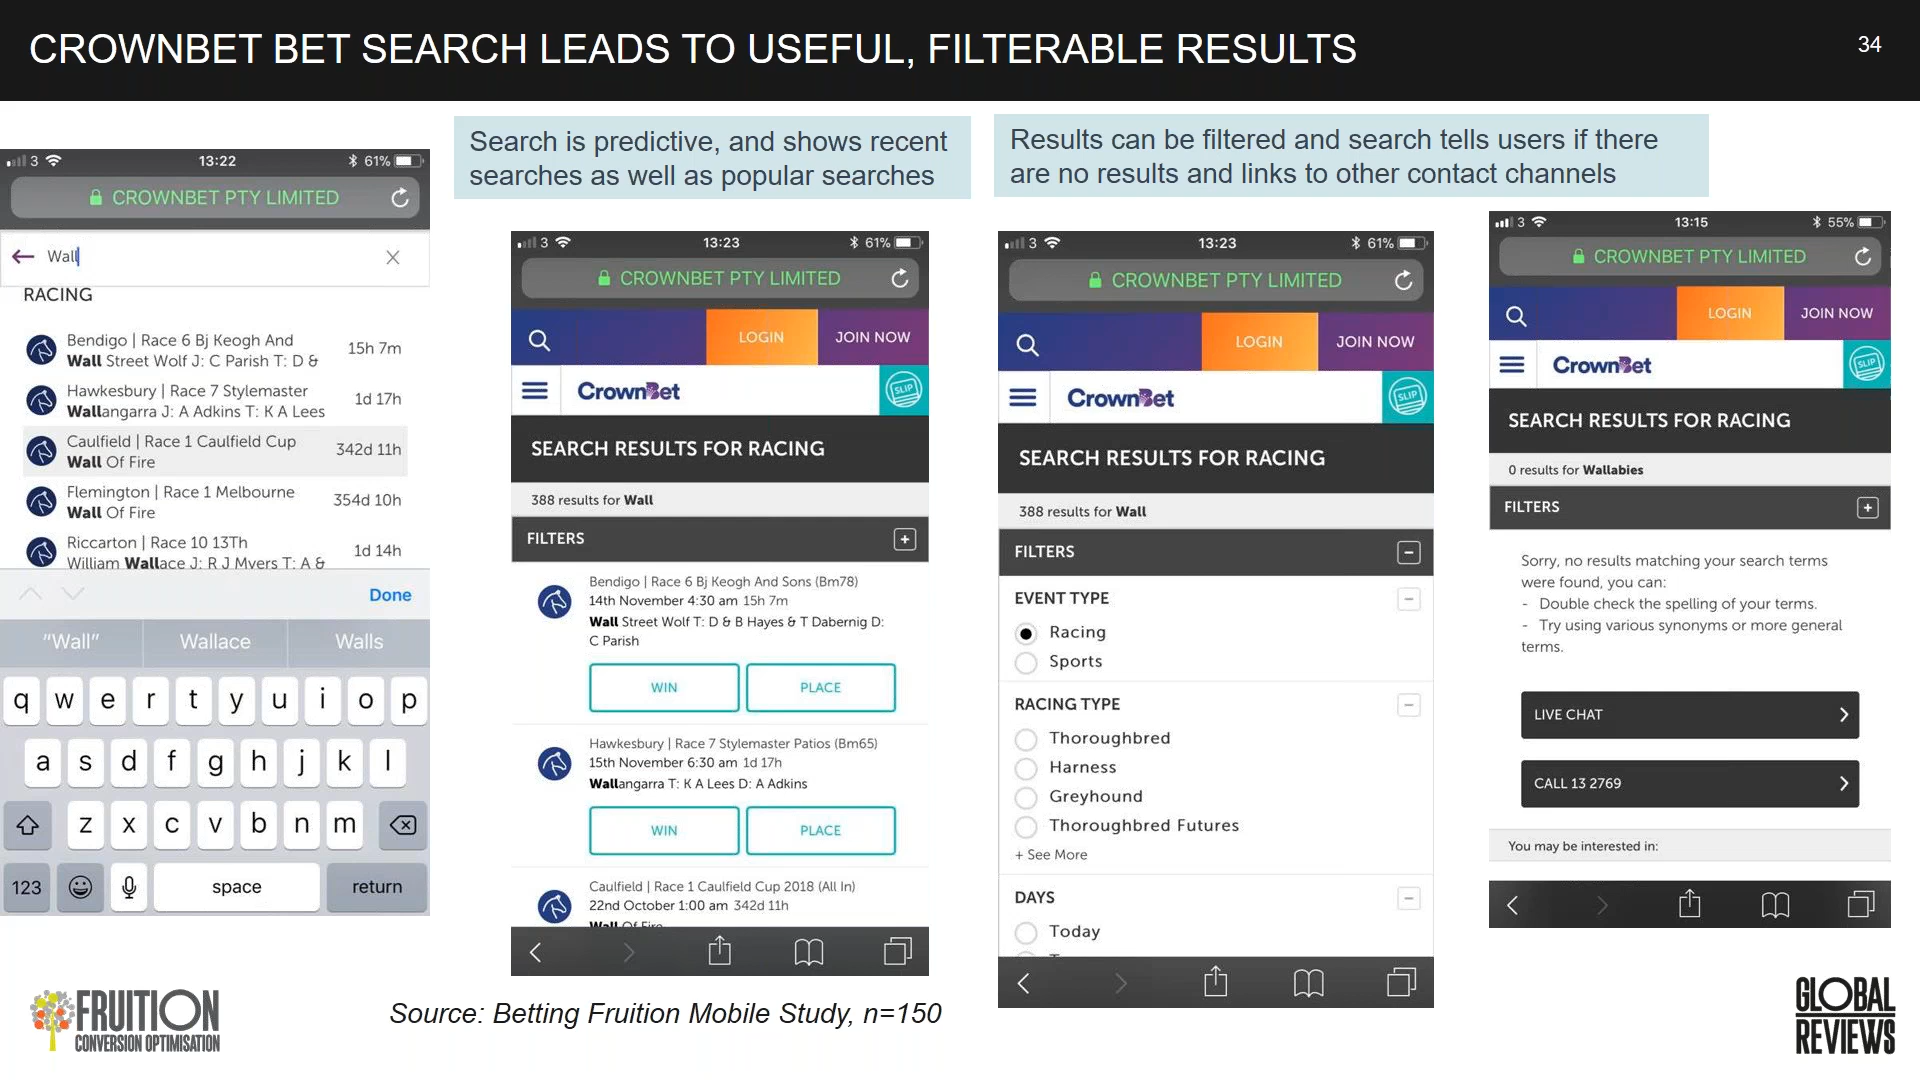 CROWNBET BET SEARCH LEADS TO USEFUL, FILTERABLE RESULTS
34
Search is predictive, and shows recent
searches as well as popular searches
Results can be filtered and search tells users if there
are no results and links to other contact channels
3 13:22 61%
CROWNBET PTY LIMITED
Wall
RACING
Bendigo | Race 6 Bj Keogh And
Wall Street Wolf J: C Parish T: D &
15h 7m
Hawkesbury | Race 7 Stylemaster
Wallangarra J: A Adkins T: K A Lees
1d 17h
Caulfield | Race 1 Caulfield Cup
Wall Of Fire
342d 11h
Flemington | Race 1 Melbourne
Wall Of Fire
354d 10h
Riccarton | Race 10 13Th
William Wallace J: R J Myers T: A &
1d 14h
Done
“Wall” Wallace Walls
q w e r t y u i o p
a s d f g h j k l
z x c v b n m
123 space return
3 13:23 61%
CROWNBET PTY LIMITED
LOGIN JOIN NOW
CrownBet SLIP
SEARCH RESULTS FOR RACING
388 results for Wall
FILTERS +
Bendigo | Race 6 Bj Keogh And Sons (Bm78)
14th November 4:30 am 15h 7m
Wall Street Wolf T: D & B Hayes & T Dabernig D:
C Parish
WIN PLACE
Hawkesbury | Race 7 Stylemaster Patios (Bm65)
15th November 6:30 am 1d 17h
Wallangarra T: K A Lees D: A Adkins
WIN PLACE
Caulfield | Race 1 Caulfield Cup 2018 (All In)
22nd October 1:00 am 342d 11h
Wall Of Fire
3 13:23 61%
CROWNBET PTY LIMITED
LOGIN JOIN NOW
CrownBet SLIP
SEARCH RESULTS FOR RACING
388 results for Wall
FILTERS −
EVENT TYPE −
Racing
Sports
RACING TYPE −
Thoroughbred
Harness
Greyhound
Thoroughbred Futures
+ See More
DAYS −
Today
3 13:15 55%
CROWNBET PTY LIMITED
LOGIN JOIN NOW
CrownBet SLIP
SEARCH RESULTS FOR RACING
0 results for Wallabies
FILTERS +
Sorry, no results matching your search terms
were found, you can:
- Double check the spelling of your terms.
- Try using various synonyms or more general
terms.
LIVE CHAT
CALL 13 2769
You may be interested in:
FRUITION
CONVERSION OPTIMISATION
Source: Betting Fruition Mobile Study, n=150
GLOBAL
REVIEWS